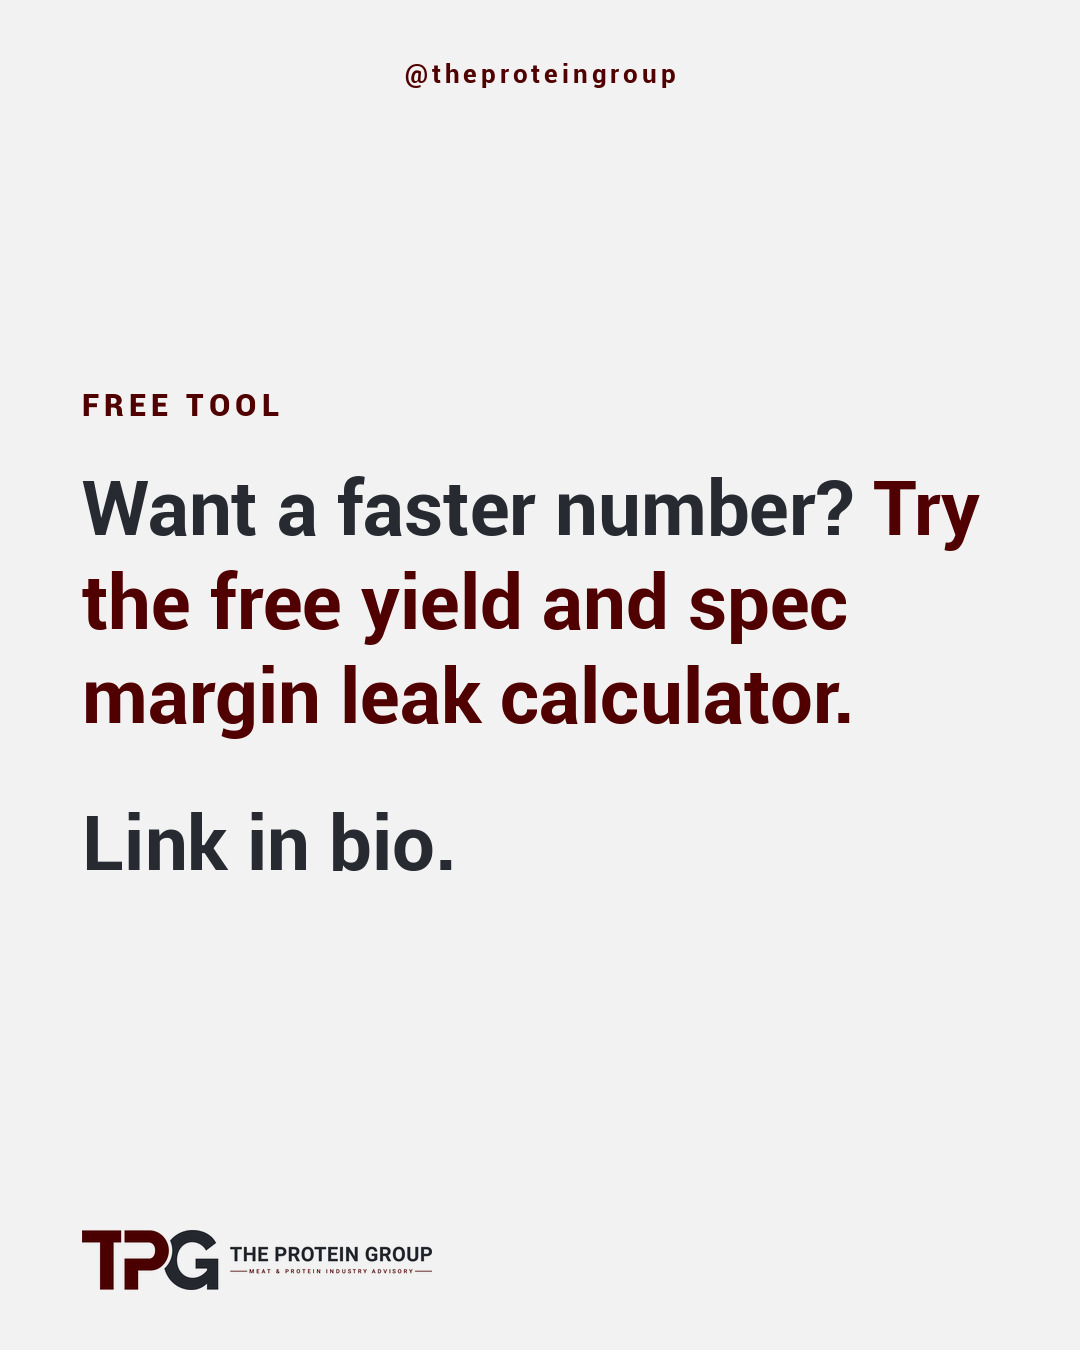 @theproteingroup
FREE TOOL
Want a faster number? Try
the free yield and spec
margin leak calculator.
Link in bio.
TPG
THE PROTEIN GROUP
MEAT & PROTEIN INDUSTRY ADVISORY